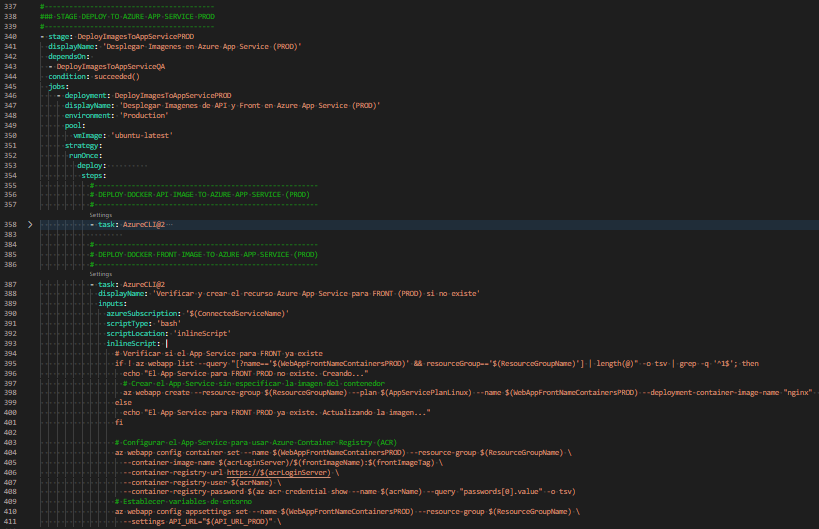 337 #----------------------------------------
338 ### STAGE DEPLOY TO AZURE APP SERVICE PROD
339 #----------------------------------------
340 - stage: DeployImagesToAppServicePROD
341 displayName: 'Desplegar Imagenes en Azure App Service (PROD)'
342 dependsOn:
343 - DeployImagesToAppServiceQA
344 condition: succeeded()
345 jobs:
346 - deployment: DeployImagesToAppServicePROD
347 displayName: 'Desplegar Imagenes de API y Front en Azure App Service (PROD)'
348 environment: 'Production'
349 pool:
350 vmImage: 'ubuntu-latest'
351 strategy:
352 runOnce:
353 deploy:
354 steps:
355 #-----------------------------------------------------
356 # DEPLOY DOCKER API IMAGE TO AZURE APP SERVICE (PROD)
357 #-----------------------------------------------------
Settings
358 - task: AzureCLI@2 ...
383
384 #-----------------------------------------------------
385 # DEPLOY DOCKER FRONT IMAGE TO AZURE APP SERVICE (PROD)
386 #-----------------------------------------------------
Settings
387 - task: AzureCLI@2
388 displayName: 'Verificar y crear el recurso Azure App Service para FRONT (PROD) si no existe'
389 inputs:
390 azureSubscription: '$(ConnectedServiceName)'
391 scriptType: 'bash'
392 scriptLocation: 'inlineScript'
393 inlineScript: |
394 # Verificar si el App Service para FRONT ya existe
395 if ! az webapp list --query "[?name=='$(WebAppFrontNameContainersPROD)' && resourceGroup=='$(ResourceGroupName)'] | length(@)" -o tsv | grep -q '^1$'; then
396 echo "El App Service para FRONT PROD no existe. Creando..."
397 # Crear el App Service sin especificar la imagen del contenedor
398 az webapp create --resource-group $(ResourceGroupName) --plan $(AppServicePlanLinux) --name $(WebAppFrontNameContainersPROD) --deployment-container-image-name "nginx"
399 else
400 echo "El App Service para FRONT PROD ya existe. Actualizando la imagen..."
401 fi
402
403 # Configurar el App Service para usar Azure Container Registry (ACR)
404 az webapp config container set --name $(WebAppFrontNameContainersPROD) --resource-group $(ResourceGroupName) \
405 --container-image-name $(acrLoginServer)/$(frontImageName):$(frontImageTag) \
406 --container-registry-url https://$(acrLoginServer) \
407 --container-registry-user $(acrName) \
408 --container-registry-password $(az acr credential show --name $(acrName) --query "passwords[0].value" -o tsv)
409 # Establecer variables de entorno
410 az webapp config appsettings set --name $(WebAppFrontNameContainersPROD) --resource-group $(ResourceGroupName) \
411 --settings API_URL="$(API_URL_PROD)" \